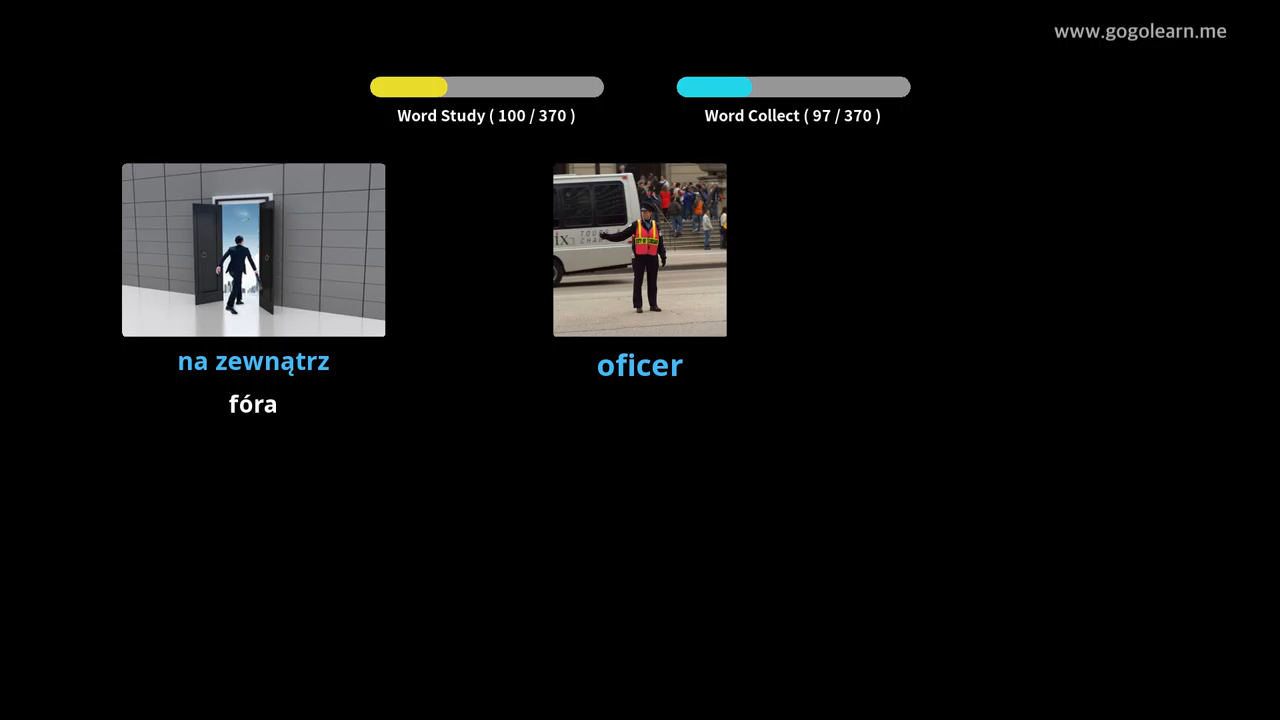 www.gogolearn.me
Word Study ( 100 / 370 )
Word Collect ( 97 / 370 )
na zewnątrz
fóra
oficer